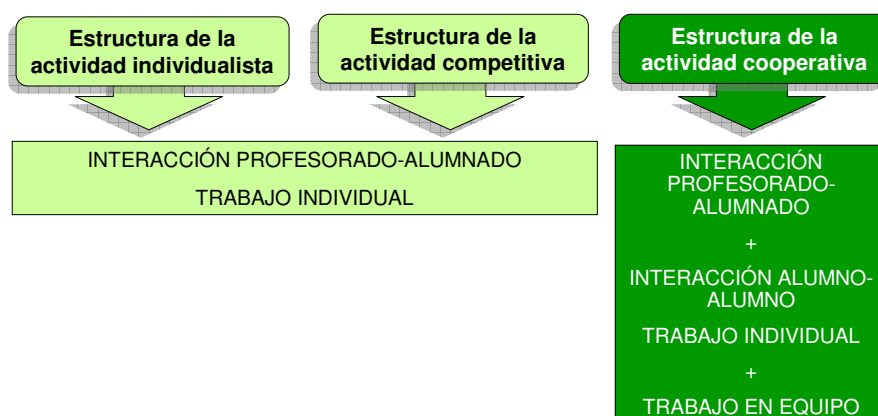 Estructura de la
actividad individualista
Estructura de la
actividad competitiva
Estructura de la
actividad cooperativa
INTERACCIÓN PROFESORADO-ALUMNADO
TRABAJO INDIVIDUAL
INTERACCIÓN
PROFESORADO-
ALUMNADO
+
INTERACCIÓN ALUMNO-
ALUMNO
TRABAJO INDIVIDUAL
+
TRABAJO EN EQUIPO